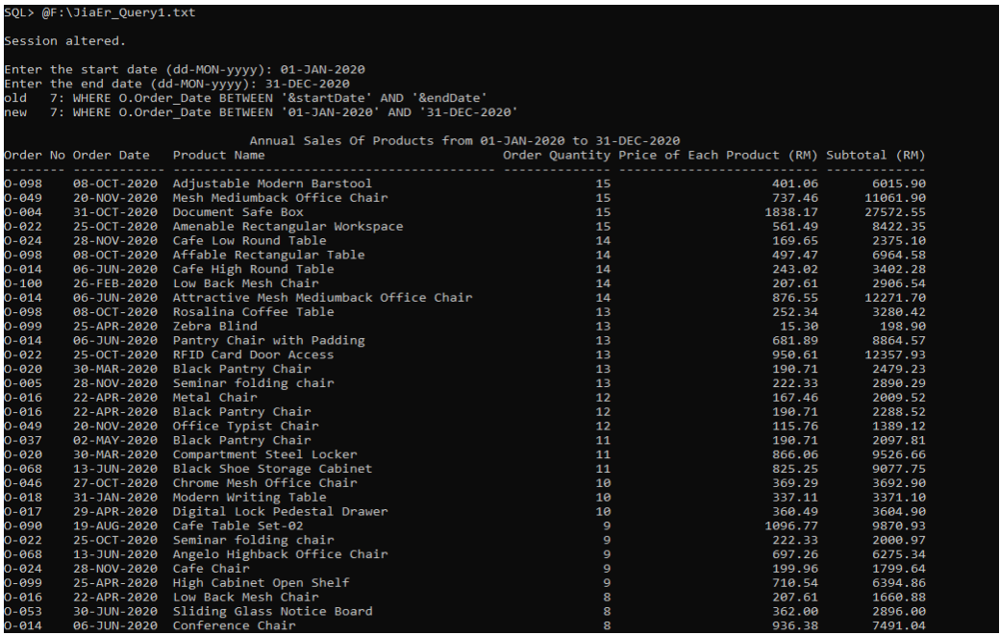 SQL> @F:\JiaEr_Query1.txt
Session altered.
Enter the start date (dd-MON-yyyy): 01-JAN-2020
Enter the end date (dd-MON-yyyy): 31-DEC-2020
old   7: WHERE O.Order_Date BETWEEN '&startDate' AND '&endDate'
new   7: WHERE O.Order_Date BETWEEN '01-JAN-2020' AND '31-DEC-2020'
Annual Sales Of Products from 01-JAN-2020 to 31-DEC-2020
Order No Order Date   Product Name   Order Quantity Price of Each Product (RM) Subtotal (RM)
-------- ------------ ------------------------------------------ -------------- -------------------------- -------------
O-098 08-OCT-2020 Adjustable Modern Barstool 15 401.06 6015.90
O-049 20-NOV-2020 Mesh Mediumback Office Chair 15 737.46 11061.90
O-004 31-OCT-2020 Document Safe Box 15 1838.17 27572.55
O-022 25-OCT-2020 Amenable Rectangular Workspace 15 561.49 8422.35
O-024 28-NOV-2020 Cafe Low Round Table 14 169.65 2375.10
O-098 08-OCT-2020 Affable Rectangular Table 14 497.47 6964.58
O-014 06-JUN-2020 Cafe High Round Table 14 243.02 3402.28
O-100 26-FEB-2020 Low Back Mesh Chair 14 207.61 2906.54
O-014 06-JUN-2020 Attractive Mesh Mediumback Office Chair 14 876.55 12271.70
O-098 08-OCT-2020 Rosalina Coffee Table 13 252.34 3280.42
O-099 25-APR-2020 Zebra Blind 13 15.30 198.90
O-014 06-JUN-2020 Pantry Chair with Padding 13 681.89 8864.57
O-022 25-OCT-2020 RFID Card Door Access 13 950.61 12357.93
O-020 30-MAR-2020 Black Pantry Chair 13 190.71 2479.23
O-005 28-NOV-2020 Seminar folding chair 13 222.33 2890.29
O-016 22-APR-2020 Metal Chair 12 167.46 2009.52
O-016 22-APR-2020 Black Pantry Chair 12 190.71 2288.52
O-049 20-NOV-2020 Office Typist Chair 12 115.76 1389.12
O-037 02-MAY-2020 Black Pantry Chair 11 190.71 2097.81
O-020 30-MAR-2020 Compartment Steel Locker 11 866.06 9526.66
O-068 13-JUN-2020 Black Shoe Storage Cabinet 11 825.25 9077.75
O-046 27-OCT-2020 Chrome Mesh Office Chair 10 369.29 3692.90
O-018 31-JAN-2020 Modern Writing Table 10 337.11 3371.10
O-017 29-APR-2020 Digital Lock Pedestal Drawer 10 360.49 3604.90
O-090 19-AUG-2020 Cafe Table Set-02 9 1096.77 9870.93
O-022 25-OCT-2020 Seminar folding chair 9 222.33 2000.97
O-068 13-JUN-2020 Angelo Highback Office Chair 9 697.26 6275.34
O-024 28-NOV-2020 Cafe Chair 9 199.96 1799.64
O-099 25-APR-2020 High Cabinet Open Shelf 9 710.54 6394.86
O-016 22-APR-2020 Low Back Mesh Chair 8 207.61 1660.88
O-053 30-JUN-2020 Sliding Glass Notice Board 8 362.00 2896.00
O-014 06-JUN-2020 Conference Chair 8 936.38 7491.04